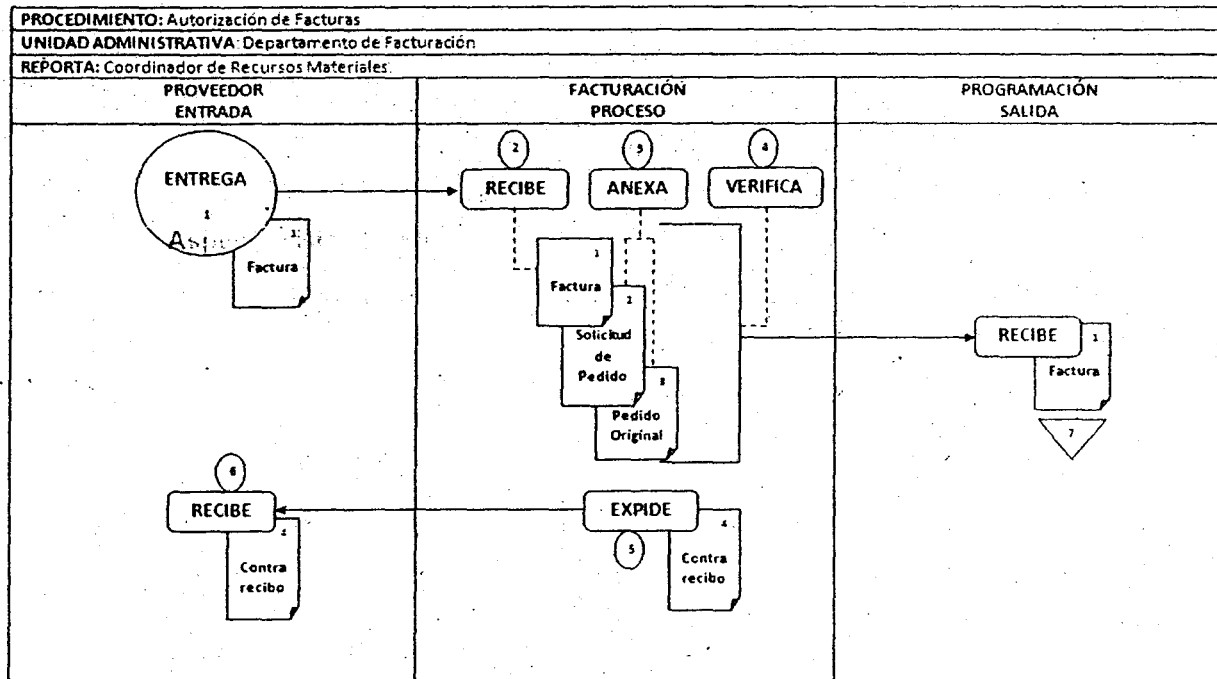 PROCEDIMIENTO: Autorización de Facturas
UNIDAD ADMINISTRATIVA: Departamento de Facturación
REPORTA: Coordinador de Recursos Materiales.
PROVEEDOR
ENTRADA
FACTURACIÓN
PROCESO
PROGRAMACIÓN
SALIDA
ENTREGA
1
1
Factura
2
RECIBE
3
ANEXA
4
VERIFICA
1
Factura
2
Solicitud
de
Pedido
3
Pedido
Original
RECIBE
1
Factura
7
6
RECIBE
Contra
recibo
EXPIDE
5
4
Contra
recibo